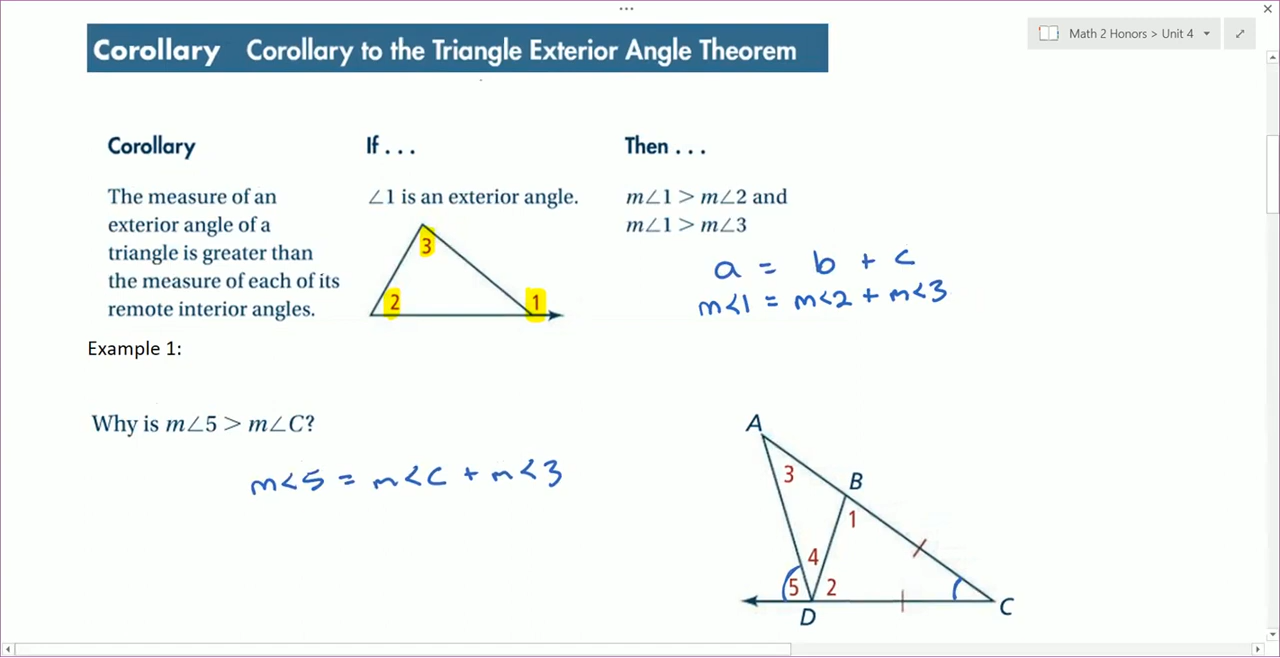 Math 2 Honors > Unit 4
Corollary Corollary to the Triangle Exterior Angle Theorem
Corollary
The measure of an
exterior angle of a
triangle is greater than
the measure of each of its
remote interior angles.
If . . .
∠1 is an exterior angle.
3
2
1
Then . . .
m∠1 > m∠2 and
m∠1 > m∠3
a = b + c
m<1 = m<2 + m<3
Example 1:
Why is m∠5 > m∠C?
m<5 = m<C + m<3
A
3
B
1
4
5
2
D
C